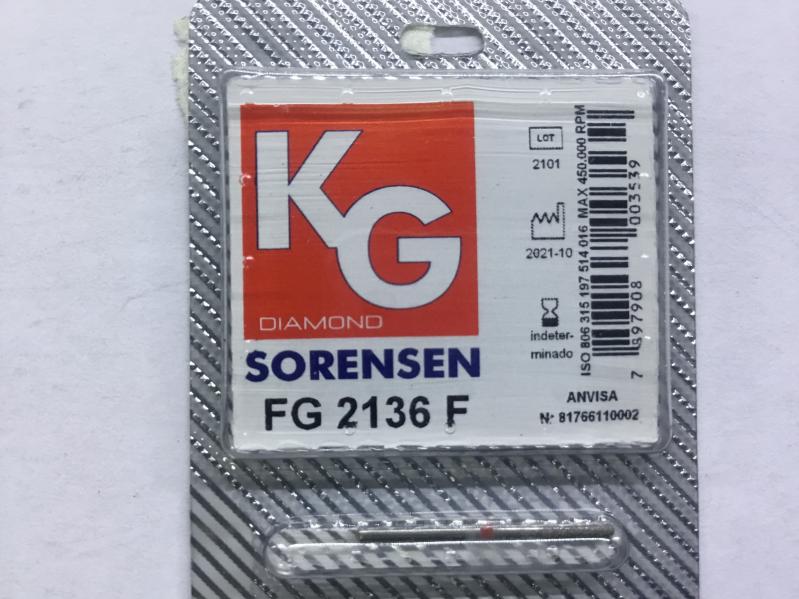 KG
DIAMOND
SORENSEN
FG 2136 F
LOT
2101
2021-10
indeter-
minado
ISO 806 315 197 514 016 MAX 450.000 RPM
7 897908 003539
ANVISA
N.º 81766110002